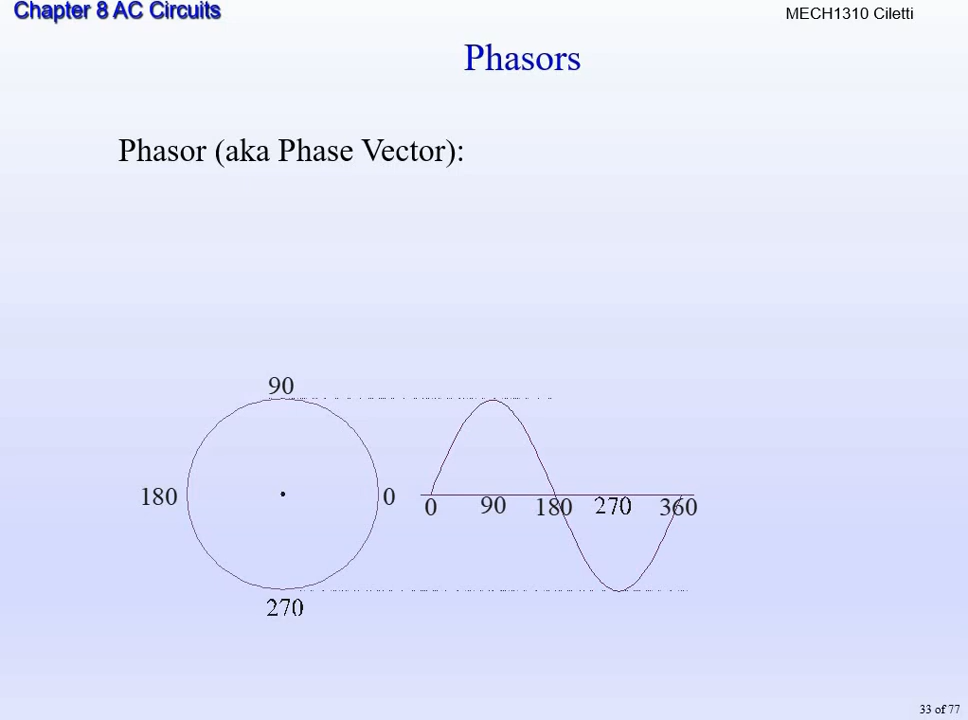 Chapter 8 AC Circuits
MECH1310 Ciletti
Phasors
Phasor (aka Phase Vector):
90
180
0
270
0
90
180
270
360
33 of 77